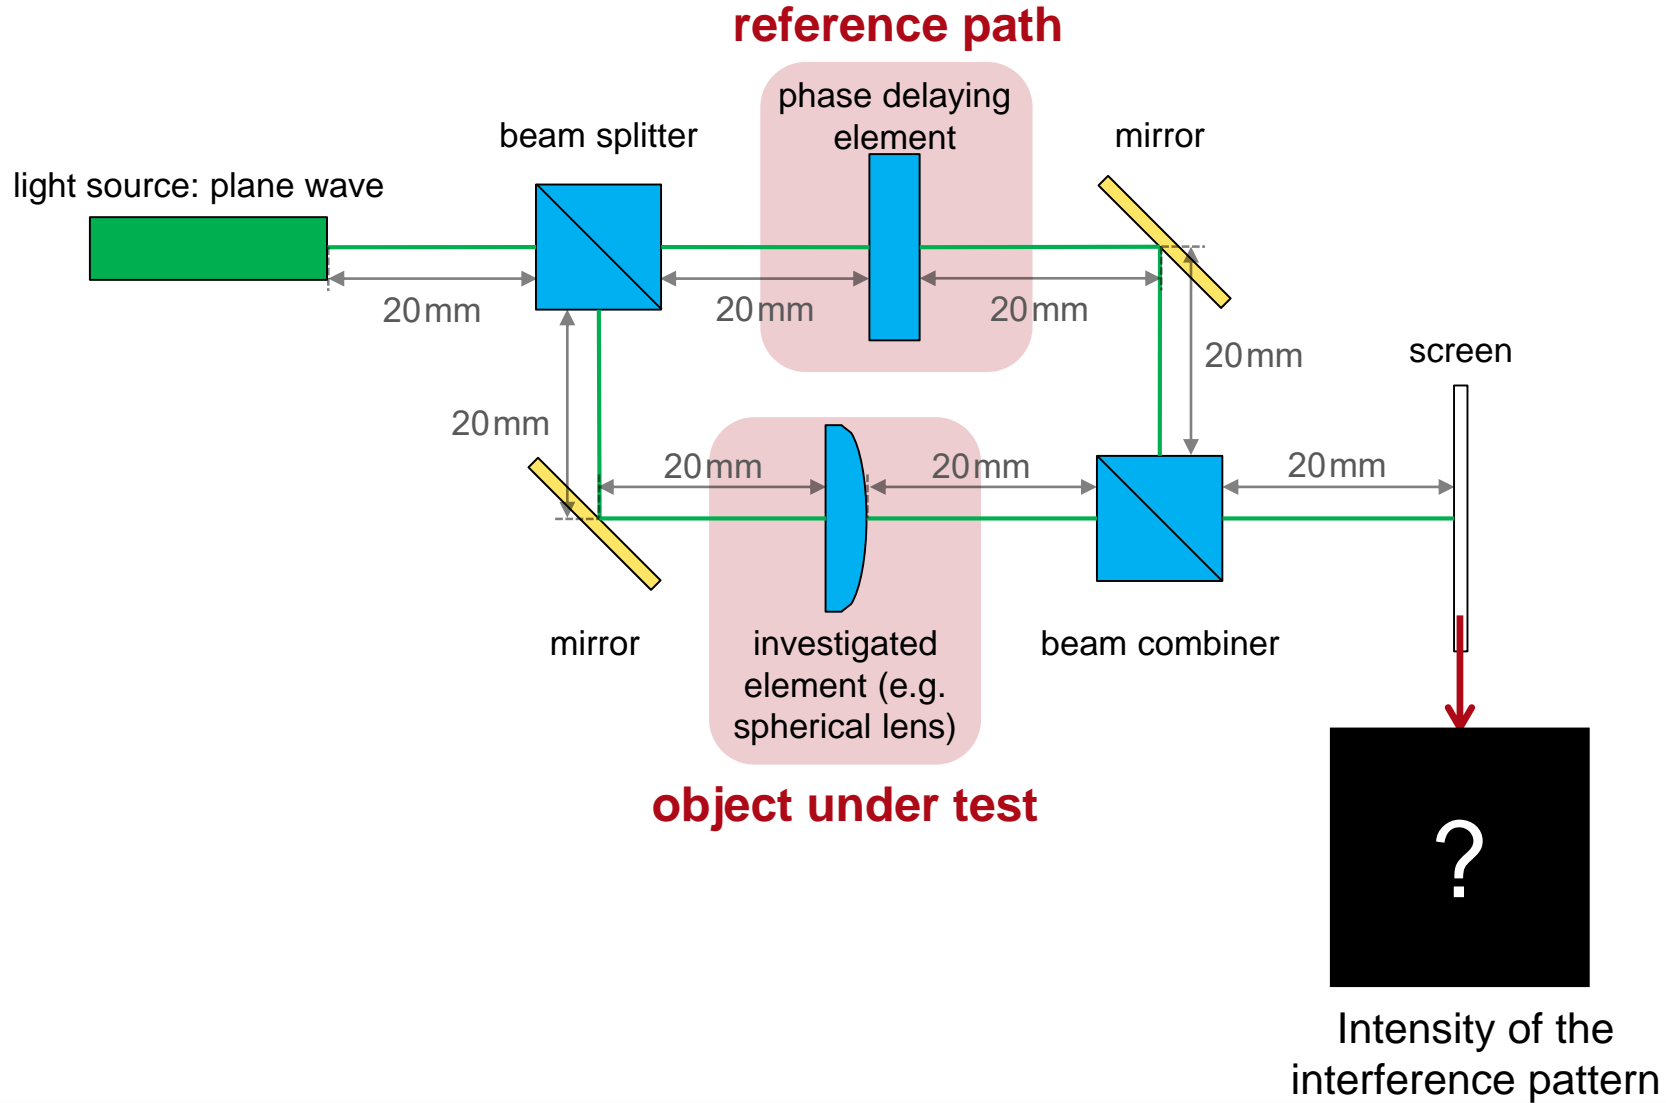 reference path
phase delaying
element
beam splitter
mirror
light source: plane wave
20mm
20mm
20mm
20mm
screen
20mm
20mm
20mm
20mm
mirror
investigated
element (e.g.
spherical lens)
beam combiner
object under test
?
Intensity of the
interference pattern